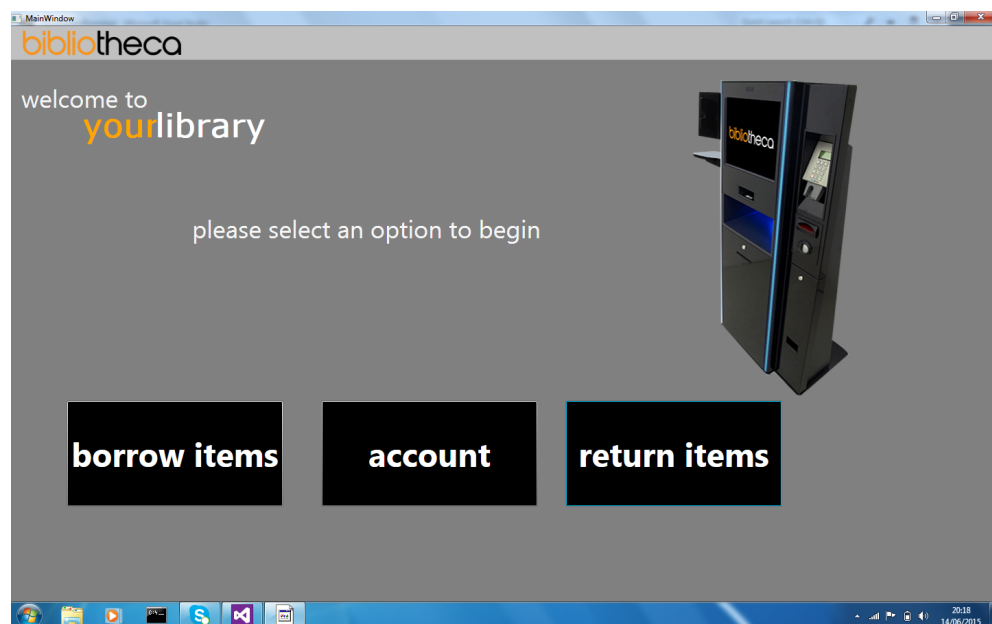 MainWindow
bibliotheca
welcome to
yourlibrary
please select an option to begin
bibliotheca
borrow items
account
return items
20:18
14/06/2015